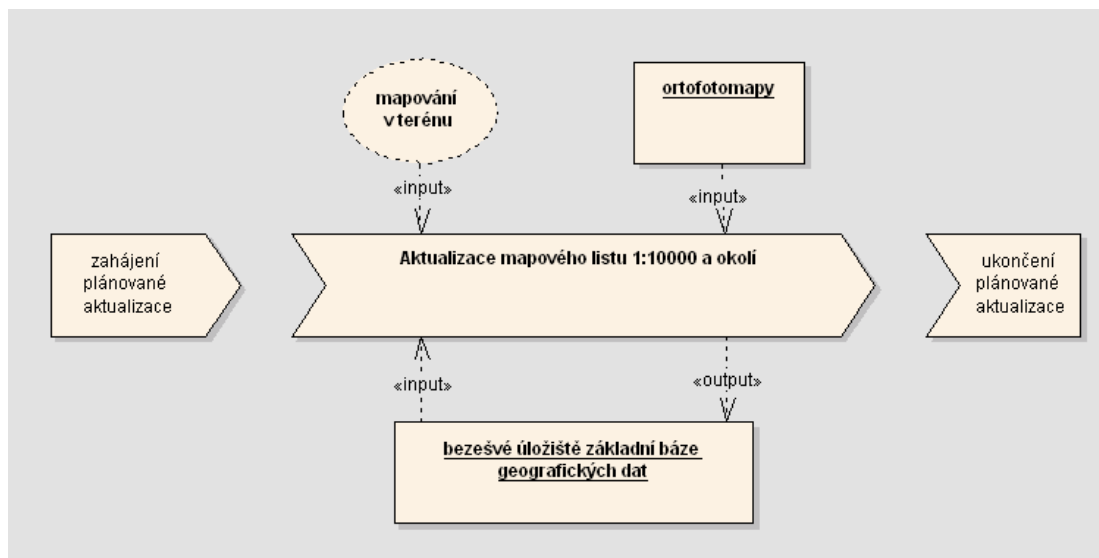 mapování
v terénu
ortofotomapy
«input»
«input»
zahájení
plánované
aktualizace
Aktualizace mapového listu 1:10000 a okolí
ukončení
plánované
aktualizace
«input»
«output»
bezešvé úložiště základní báze
geografických dat